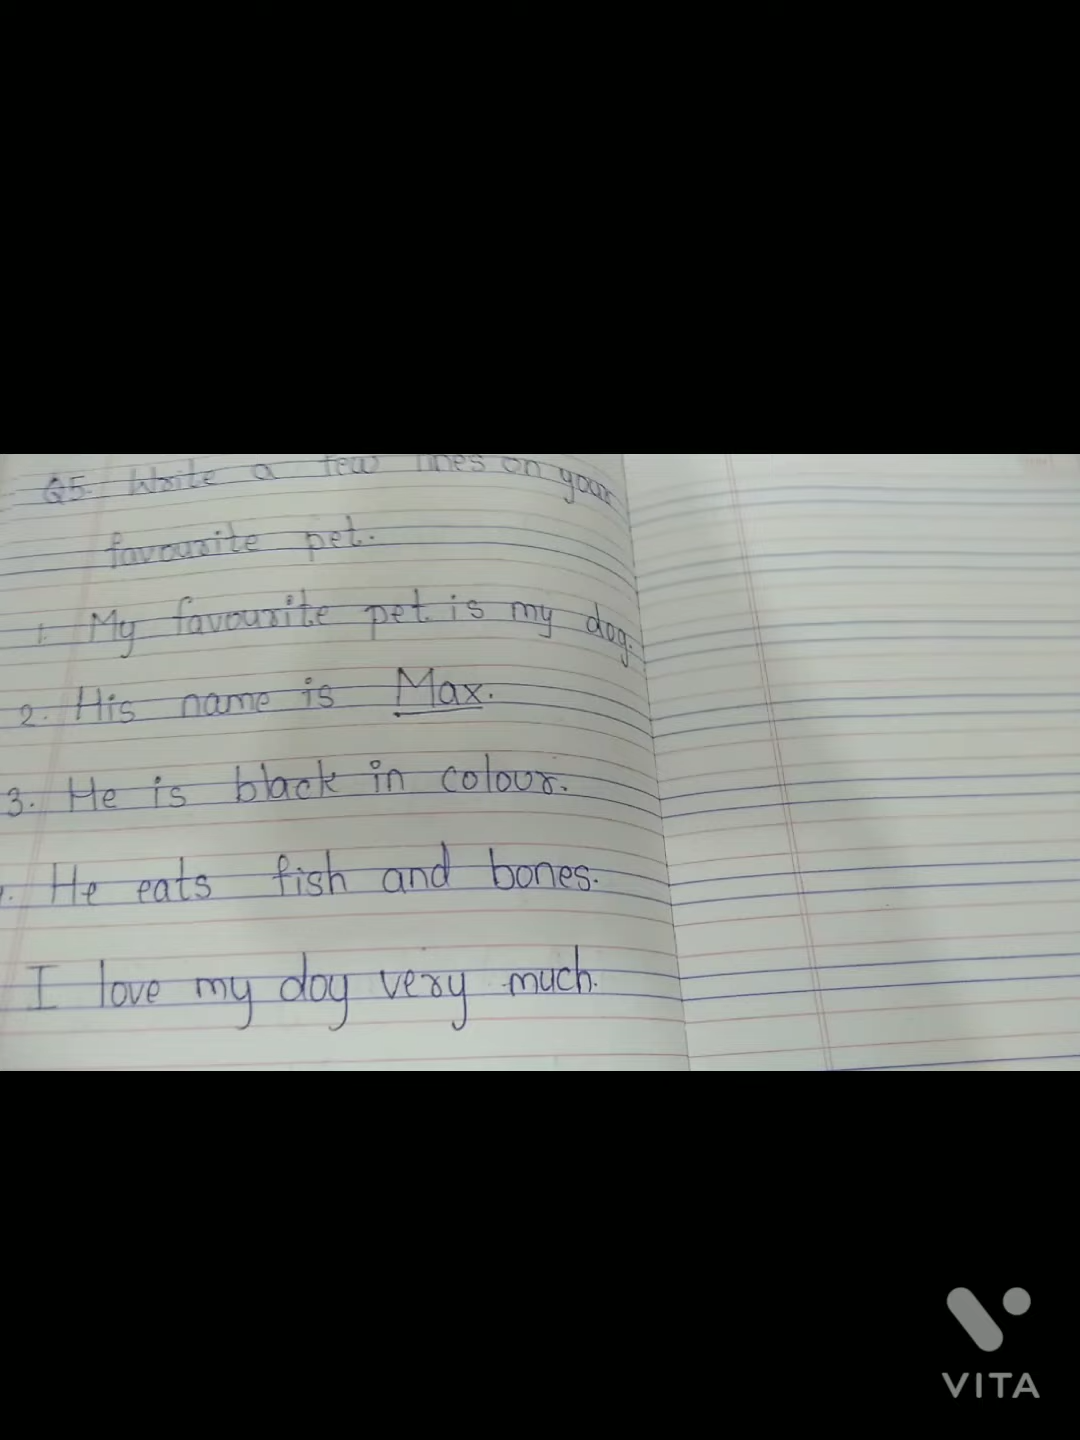 Q5. Write a few lines on your
favourite pet.
1. My favourite pet is my dog.
2. His name is Max.
3. He is black in colour.
. He eats fish and bones.
I love my dog very much.
VITA